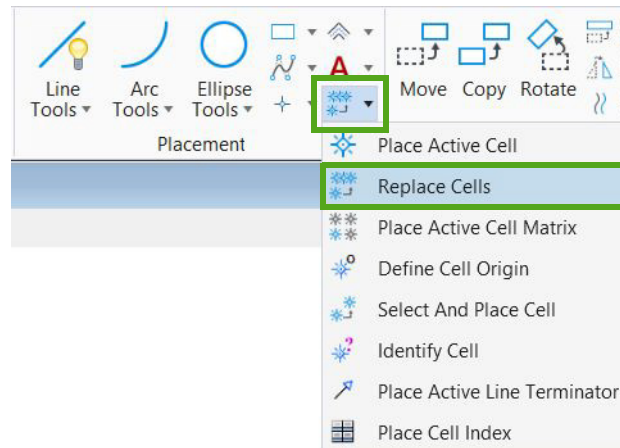 Line
Tools
Arc
Tools
Ellipse
Tools
A
Move
Copy
Rotate
Placement
Place Active Cell
Replace Cells
Place Active Cell Matrix
Define Cell Origin
Select And Place Cell
Identify Cell
Place Active Line Terminator
Place Cell Index